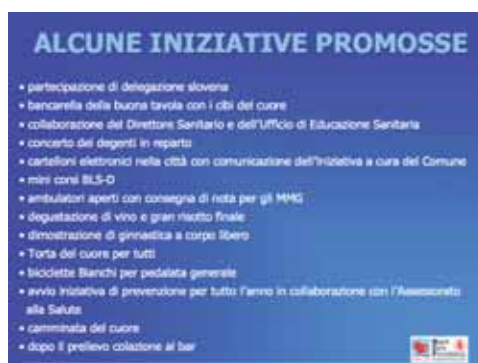 ALCUNE INIZIATIVE PROMOSSE
• partecipazione di delegazione slovena
• bancarella della buona tavola con i cibi del cuore
• collaborazione del Direttore Sanitario e dell'Ufficio di Educazione Sanitaria
• concerto dei degenti in reparto
• cartelloni elettronici nella città con comunicazione dell'iniziativa a cura del Comune
• mini corsi BLS-D
• ambulatori aperti con consegna di nota per gli MMG
• degustazione di vino e gran risotto finale
• dimostrazione di ginnastica a corpo libero
• Torta del cuore per tutti
• biciclette Bianchi per pedalata generale
• avvio iniziativa di prevenzione per tutto l'anno in collaborazione con l'Assessorato
alla Salute
• camminata del cuore
• dopo il prelievo colazione al bar